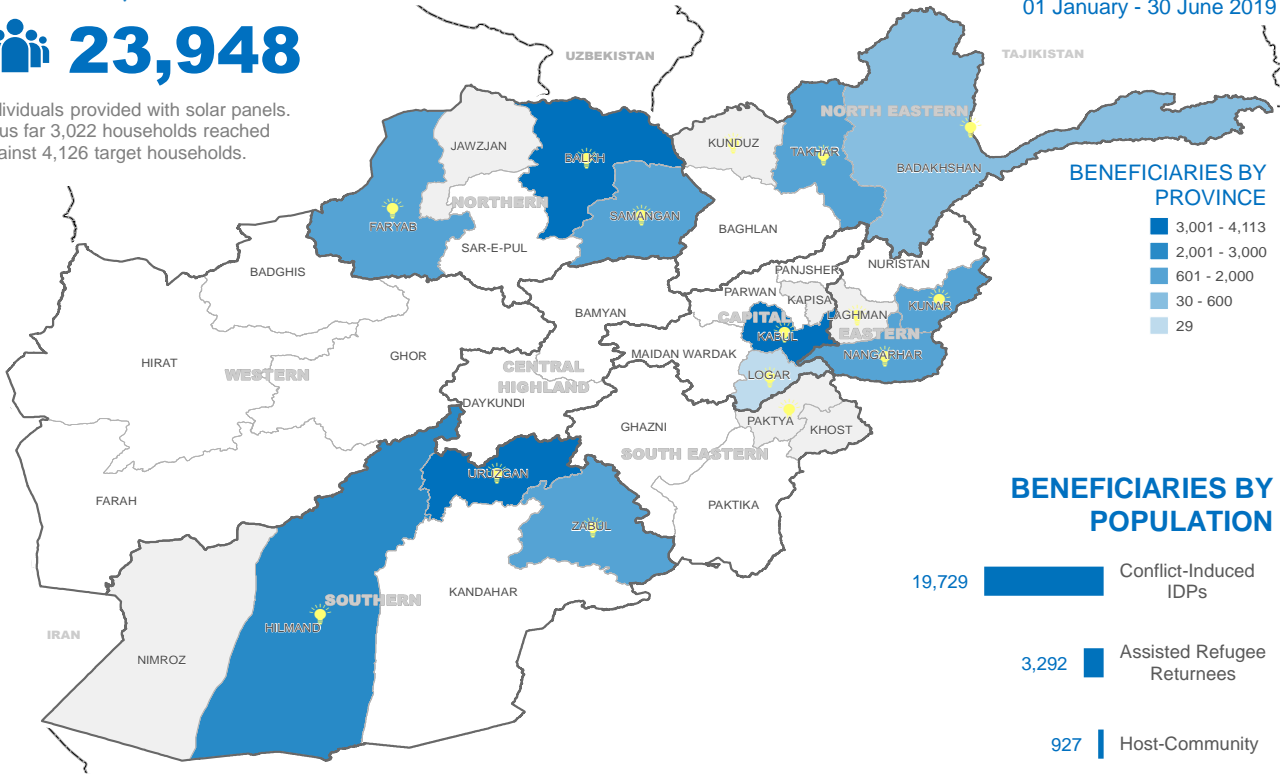 01 January - 30 June 2019
23,948
dividuals provided with solar panels.
us far 3,022 households reached
ainst 4,126 target households.
UZBEKISTAN
TAJIKISTAN
NORTH EASTERN
JAWZJAN
KUNDUZ
BALKH
TAKHAR
BADAKHSHAN
BENEFICIARIES BY
PROVINCE
3,001 - 4,113
2,001 - 3,000
601 - 2,000
30 - 600
29
NORTHERN
SAMANGAN
FARYAB
BAGHLAN
SAR-E-PUL
BADGHIS
PANJSHER
NURISTAN
PARWAN
KAPISA
KUNAR
BAMYAN
CAPITAL
LAGHMAN
EASTERN
KABUL
HIRAT
GHOR
MAIDAN WARDAK
NANGARHAR
WESTERN
CENTRAL
HIGHLAND
LOGAR
DAYKUNDI
GHAZNI
PAKTYA
KHOST
SOUTH EASTERN
URUZGAN
FARAH
PAKTIKA
ZABUL
KANDAHAR
SOUTHERN
HILMAND
IRAN
NIMROZ
BENEFICIARIES BY
POPULATION
19,729
Conflict-Induced
IDPs
3,292
Assisted Refugee
Returnees
927
Host-Community